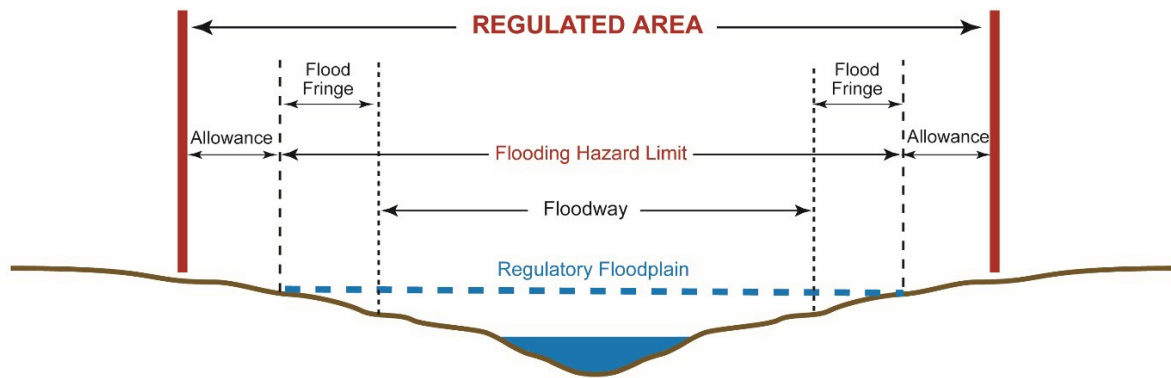 REGULATED AREA
Flood
Fringe
Flood
Fringe
Allowance
Allowance
Flooding Hazard Limit
Floodway
Regulatory Floodplain